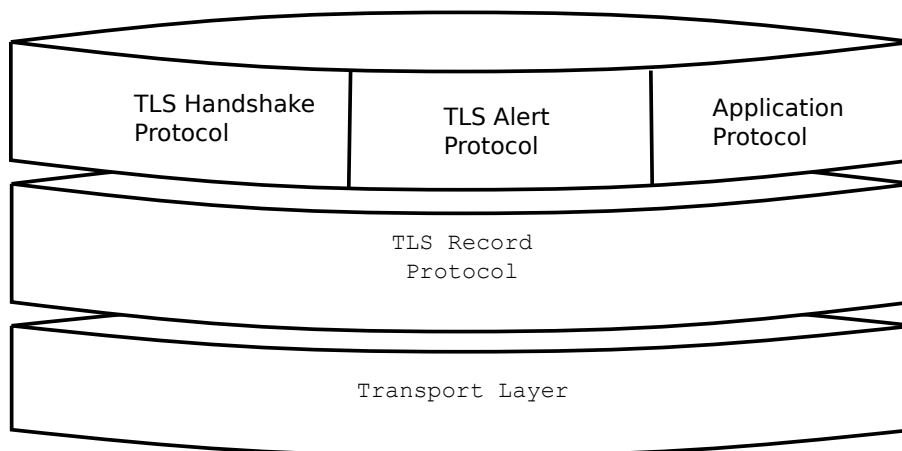 TLS Handshake
Protocol
TLS Alert
Protocol
Application
Protocol
TLS Record
Protocol
Transport Layer